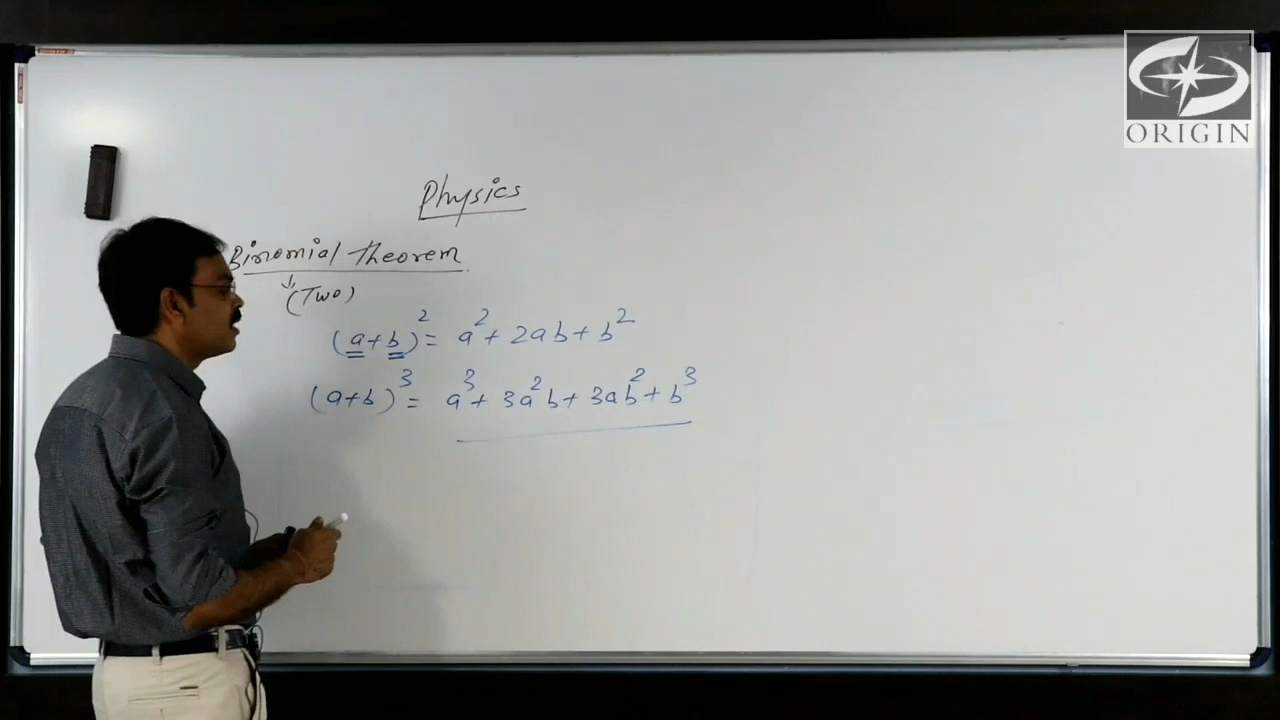 ORIGIN
Physics
Binomial Theorem
(Two)
(a+b)² = a² + 2ab + b²
(a+b)³ = a³ + 3a²b + 3ab² + b³